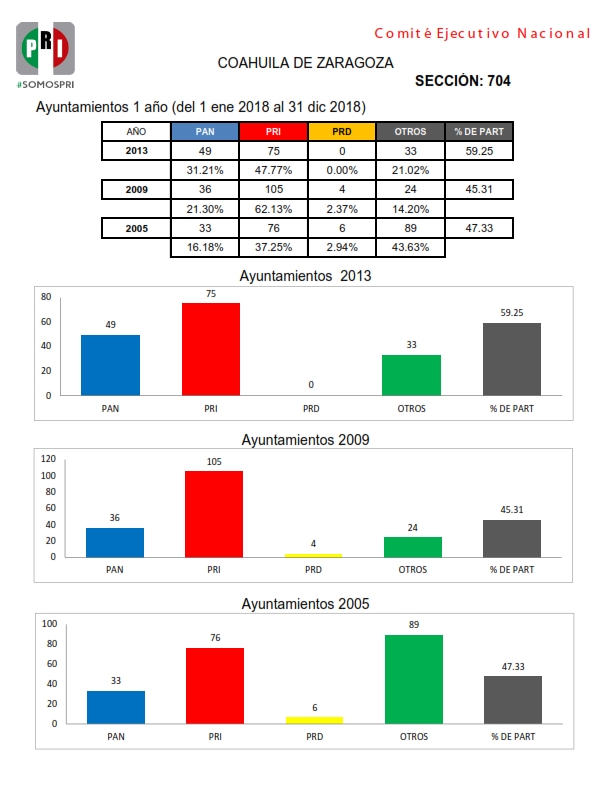 Comité Ejecutivo Nacional
PRI
#SOMOSPRI
COAHUILA DE ZARAGOZA
SECCIÓN: 704
Ayuntamientos 1 año (del 1 ene 2018 al 31 dic 2018)
AÑO PAN PRI PRD OTROS % DE PART
2013 49 75 0 33 59.25
31.21% 47.77% 0.00% 21.02%
2009 36 105 4 24 45.31
21.30% 62.13% 2.37% 14.20%
2005 33 76 6 89 47.33
16.18% 37.25% 2.94% 43.63%
Ayuntamientos 2013
80
60
40
20
0
49 75 0 33 59.25
PAN PRI PRD OTROS % DE PART
Ayuntamientos 2009
120
100
80
60
40
20
0
36 105 4 24 45.31
PAN PRI PRD OTROS % DE PART
Ayuntamientos 2005
100
80
60
40
20
0
33 76 6 89 47.33
PAN PRI PRD OTROS % DE PART